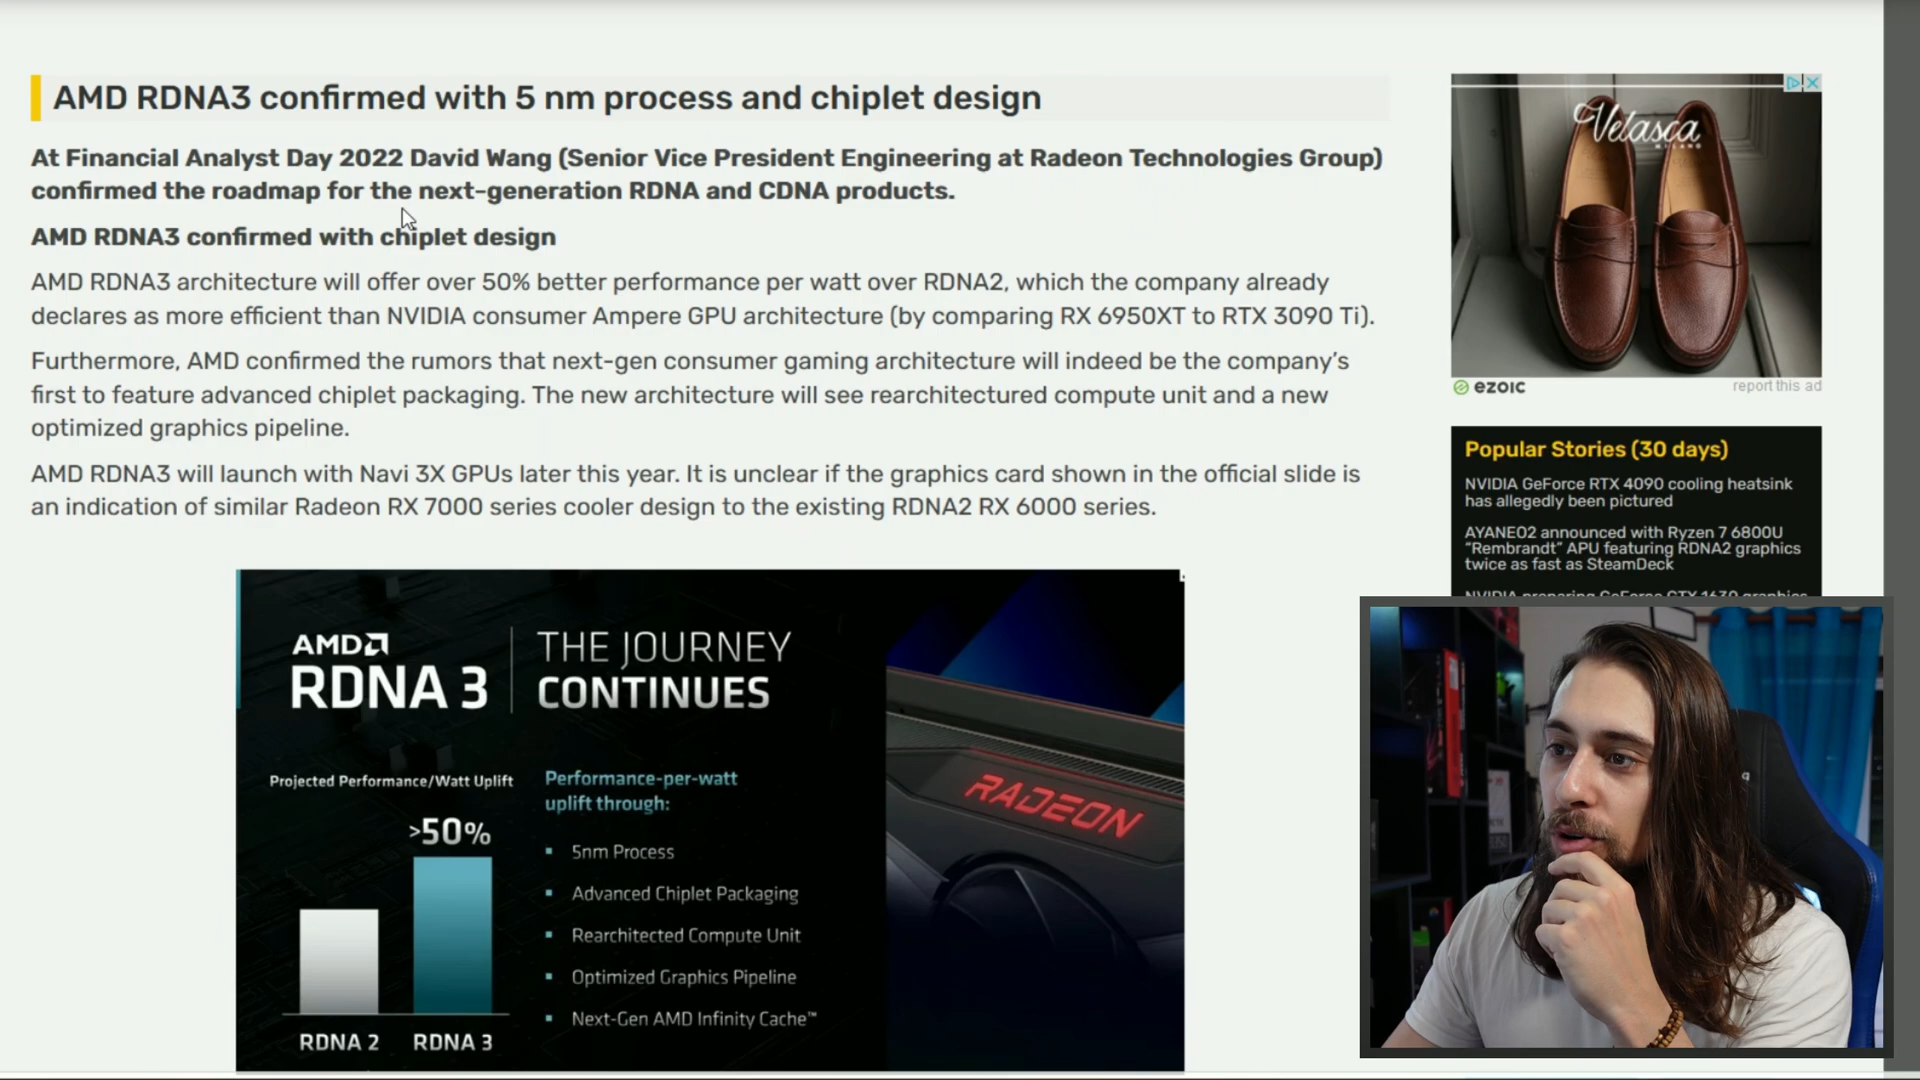 AMD RDNA3 confirmed with 5 nm process and chiplet design
At Financial Analyst Day 2022 David Wang (Senior Vice President Engineering at Radeon Technologies Group)
confirmed the roadmap for the next-generation RDNA and CDNA products.
AMD RDNA3 confirmed with chiplet design
AMD RDNA3 architecture will offer over 50% better performance per watt over RDNA2, which the company already
declares as more efficient than NVIDIA consumer Ampere GPU architecture (by comparing RX 6950XT to RTX 3090 Ti).
Furthermore, AMD confirmed the rumors that next-gen consumer gaming architecture will indeed be the company's
first to feature advanced chiplet packaging. The new architecture will see rearchitectured compute unit and a new
optimized graphics pipeline.
AMD RDNA3 will launch with Navi 3X GPUs later this year. It is unclear if the graphics card shown in the official slide is
an indication of similar Radeon RX 7000 series cooler design to the existing RDNA2 RX 6000 series.
AMD
RDNA 3
THE JOURNEY
CONTINUES
Projected Performance/Watt Uplift
>50%
RDNA 2 RDNA 3
Performance-per-watt
uplift through:
5nm Process
Advanced Chiplet Packaging
Rearchitected Compute Unit
Optimized Graphics Pipeline
Next-Gen AMD Infinity Cache™
RADEON
Velasca
MILANO
ezoic
report this ad
Popular Stories (30 days)
NVIDIA GeForce RTX 4090 cooling heatsink
has allegedly been pictured
AYANEO2 announced with Ryzen 7 6800U
"Rembrandt" APU featuring RDNA2 graphics
twice as fast as SteamDeck
NVIDIA preparing GeForce GTX 1630 graphics